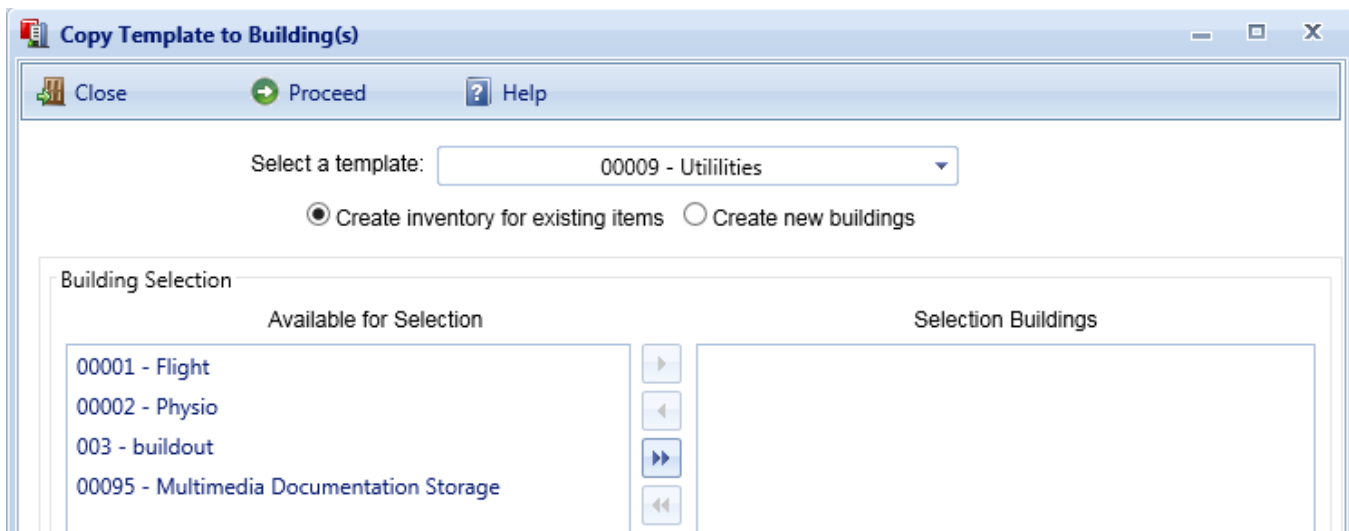 Copy Template to Building(s)
Close Proceed Help
Select a template: 00009 - Utililities
Create inventory for existing items Create new buildings
Building Selection
Available for Selection Selection Buildings
00001 - Flight
00002 - Physio
003 - buildout
00095 - Multimedia Documentation Storage